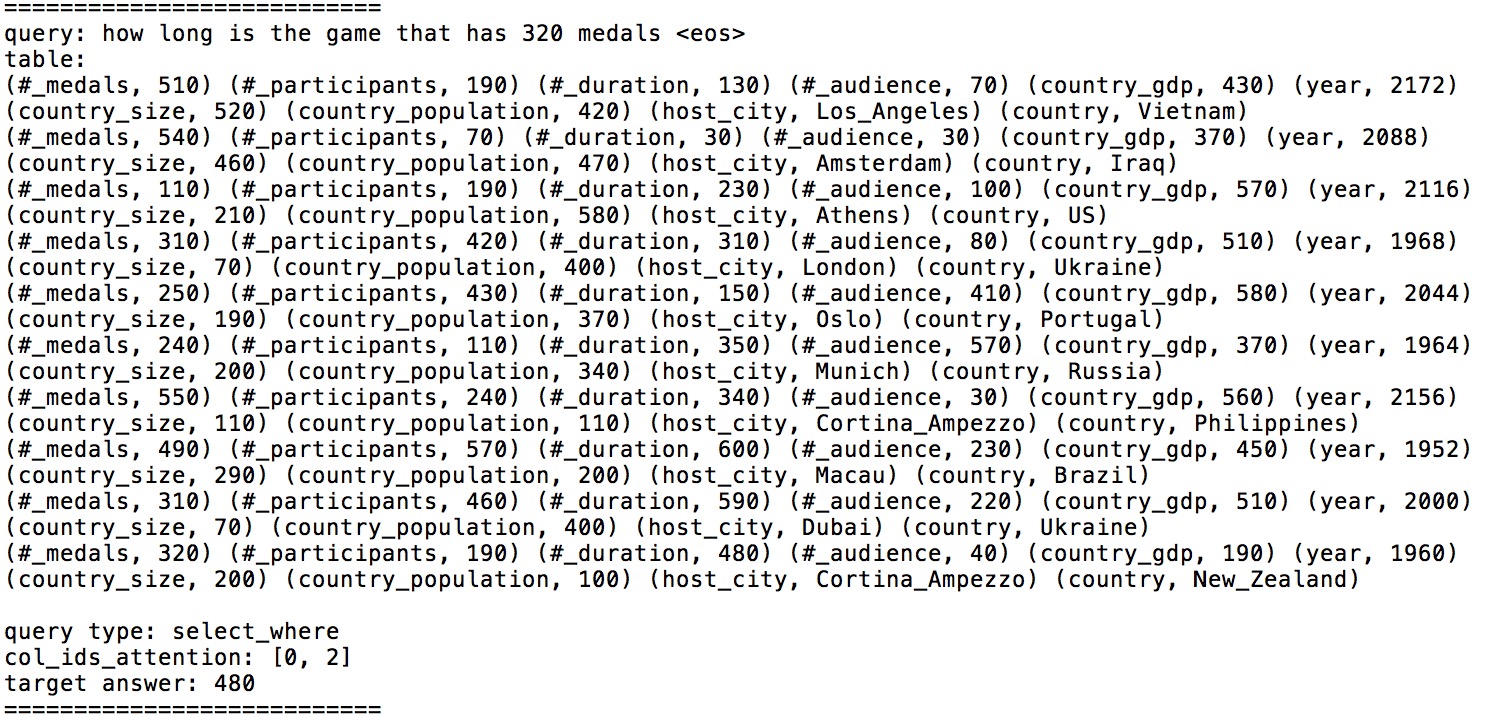 ===========================
query: how long is the game that has 320 medals <eos>
table:
(#_medals, 510) (#_participants, 190) (#_duration, 130) (#_audience, 70) (country_gdp, 430) (year, 2172)
(country_size, 520) (country_population, 420) (host_city, Los_Angeles) (country, Vietnam)
(#_medals, 540) (#_participants, 70) (#_duration, 30) (#_audience, 30) (country_gdp, 370) (year, 2088)
(country_size, 460) (country_population, 470) (host_city, Amsterdam) (country, Iraq)
(#_medals, 110) (#_participants, 190) (#_duration, 230) (#_audience, 100) (country_gdp, 570) (year, 2116)
(country_size, 210) (country_population, 580) (host_city, Athens) (country, US)
(#_medals, 310) (#_participants, 420) (#_duration, 310) (#_audience, 80) (country_gdp, 510) (year, 1968)
(country_size, 70) (country_population, 400) (host_city, London) (country, Ukraine)
(#_medals, 250) (#_participants, 430) (#_duration, 150) (#_audience, 410) (country_gdp, 580) (year, 2044)
(country_size, 190) (country_population, 370) (host_city, Oslo) (country, Portugal)
(#_medals, 240) (#_participants, 110) (#_duration, 350) (#_audience, 570) (country_gdp, 370) (year, 1964)
(country_size, 200) (country_population, 340) (host_city, Munich) (country, Russia)
(#_medals, 550) (#_participants, 240) (#_duration, 340) (#_audience, 30) (country_gdp, 560) (year, 2156)
(country_size, 110) (country_population, 110) (host_city, Cortina_Ampezzo) (country, Philippines)
(#_medals, 490) (#_participants, 570) (#_duration, 600) (#_audience, 230) (country_gdp, 450) (year, 1952)
(country_size, 290) (country_population, 200) (host_city, Macau) (country, Brazil)
(#_medals, 310) (#_participants, 460) (#_duration, 590) (#_audience, 220) (country_gdp, 510) (year, 2000)
(country_size, 70) (country_population, 400) (host_city, Dubai) (country, Ukraine)
(#_medals, 320) (#_participants, 190) (#_duration, 480) (#_audience, 40) (country_gdp, 190) (year, 1960)
(country_size, 200) (country_population, 100) (host_city, Cortina_Ampezzo) (country, New_Zealand)

query type: select_where
col_ids_attention: [0, 2]
target answer: 480
===========================